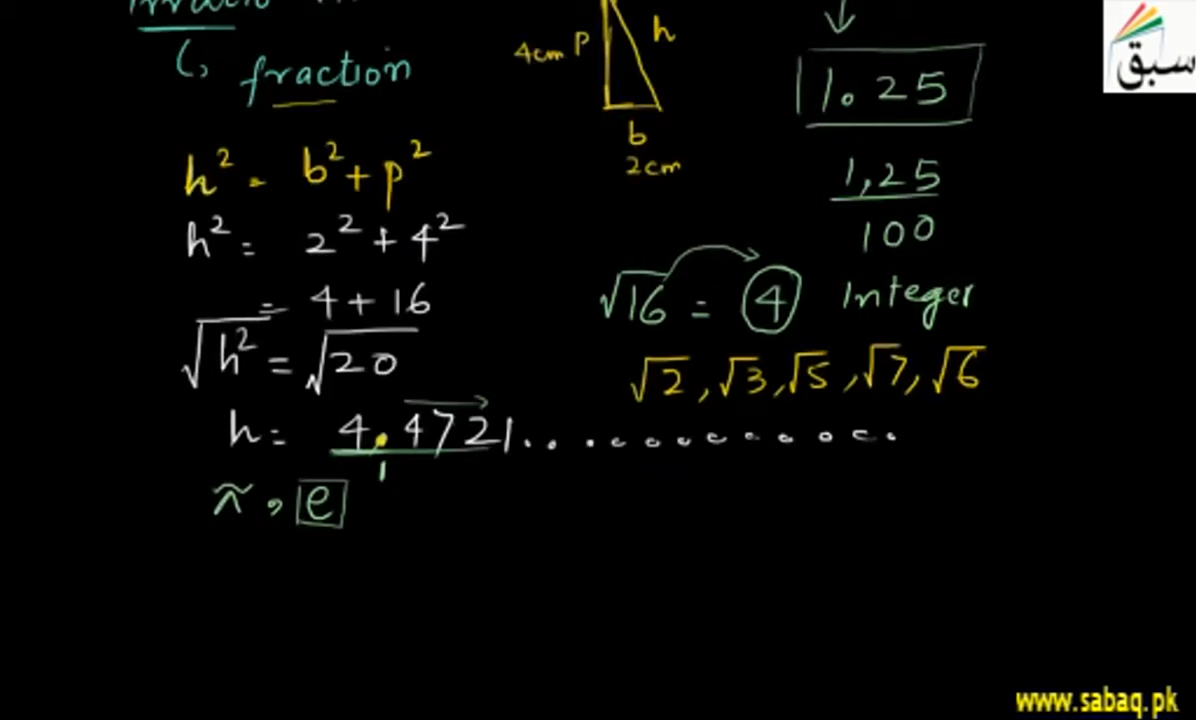 fraction
h² = b² + p²
h² = 2² + 4²
= 4 + 16
√h² = √20
h = 4.4721...............
π, e
4cm P
h
b
2cm
1.25
1,25
100
√16 = 4 Integer
√2, √3, √5, √7, √6
سبق
www.sabaq.pk